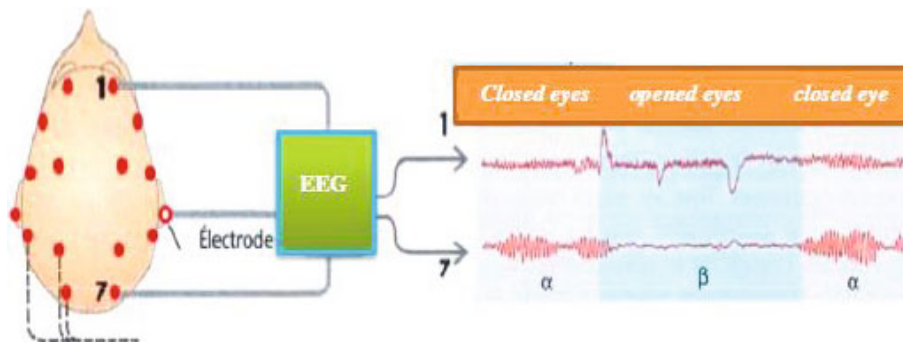 Closed eyes opened eyes closed eye
1
1
EEG
Électrode
7
7
α β α